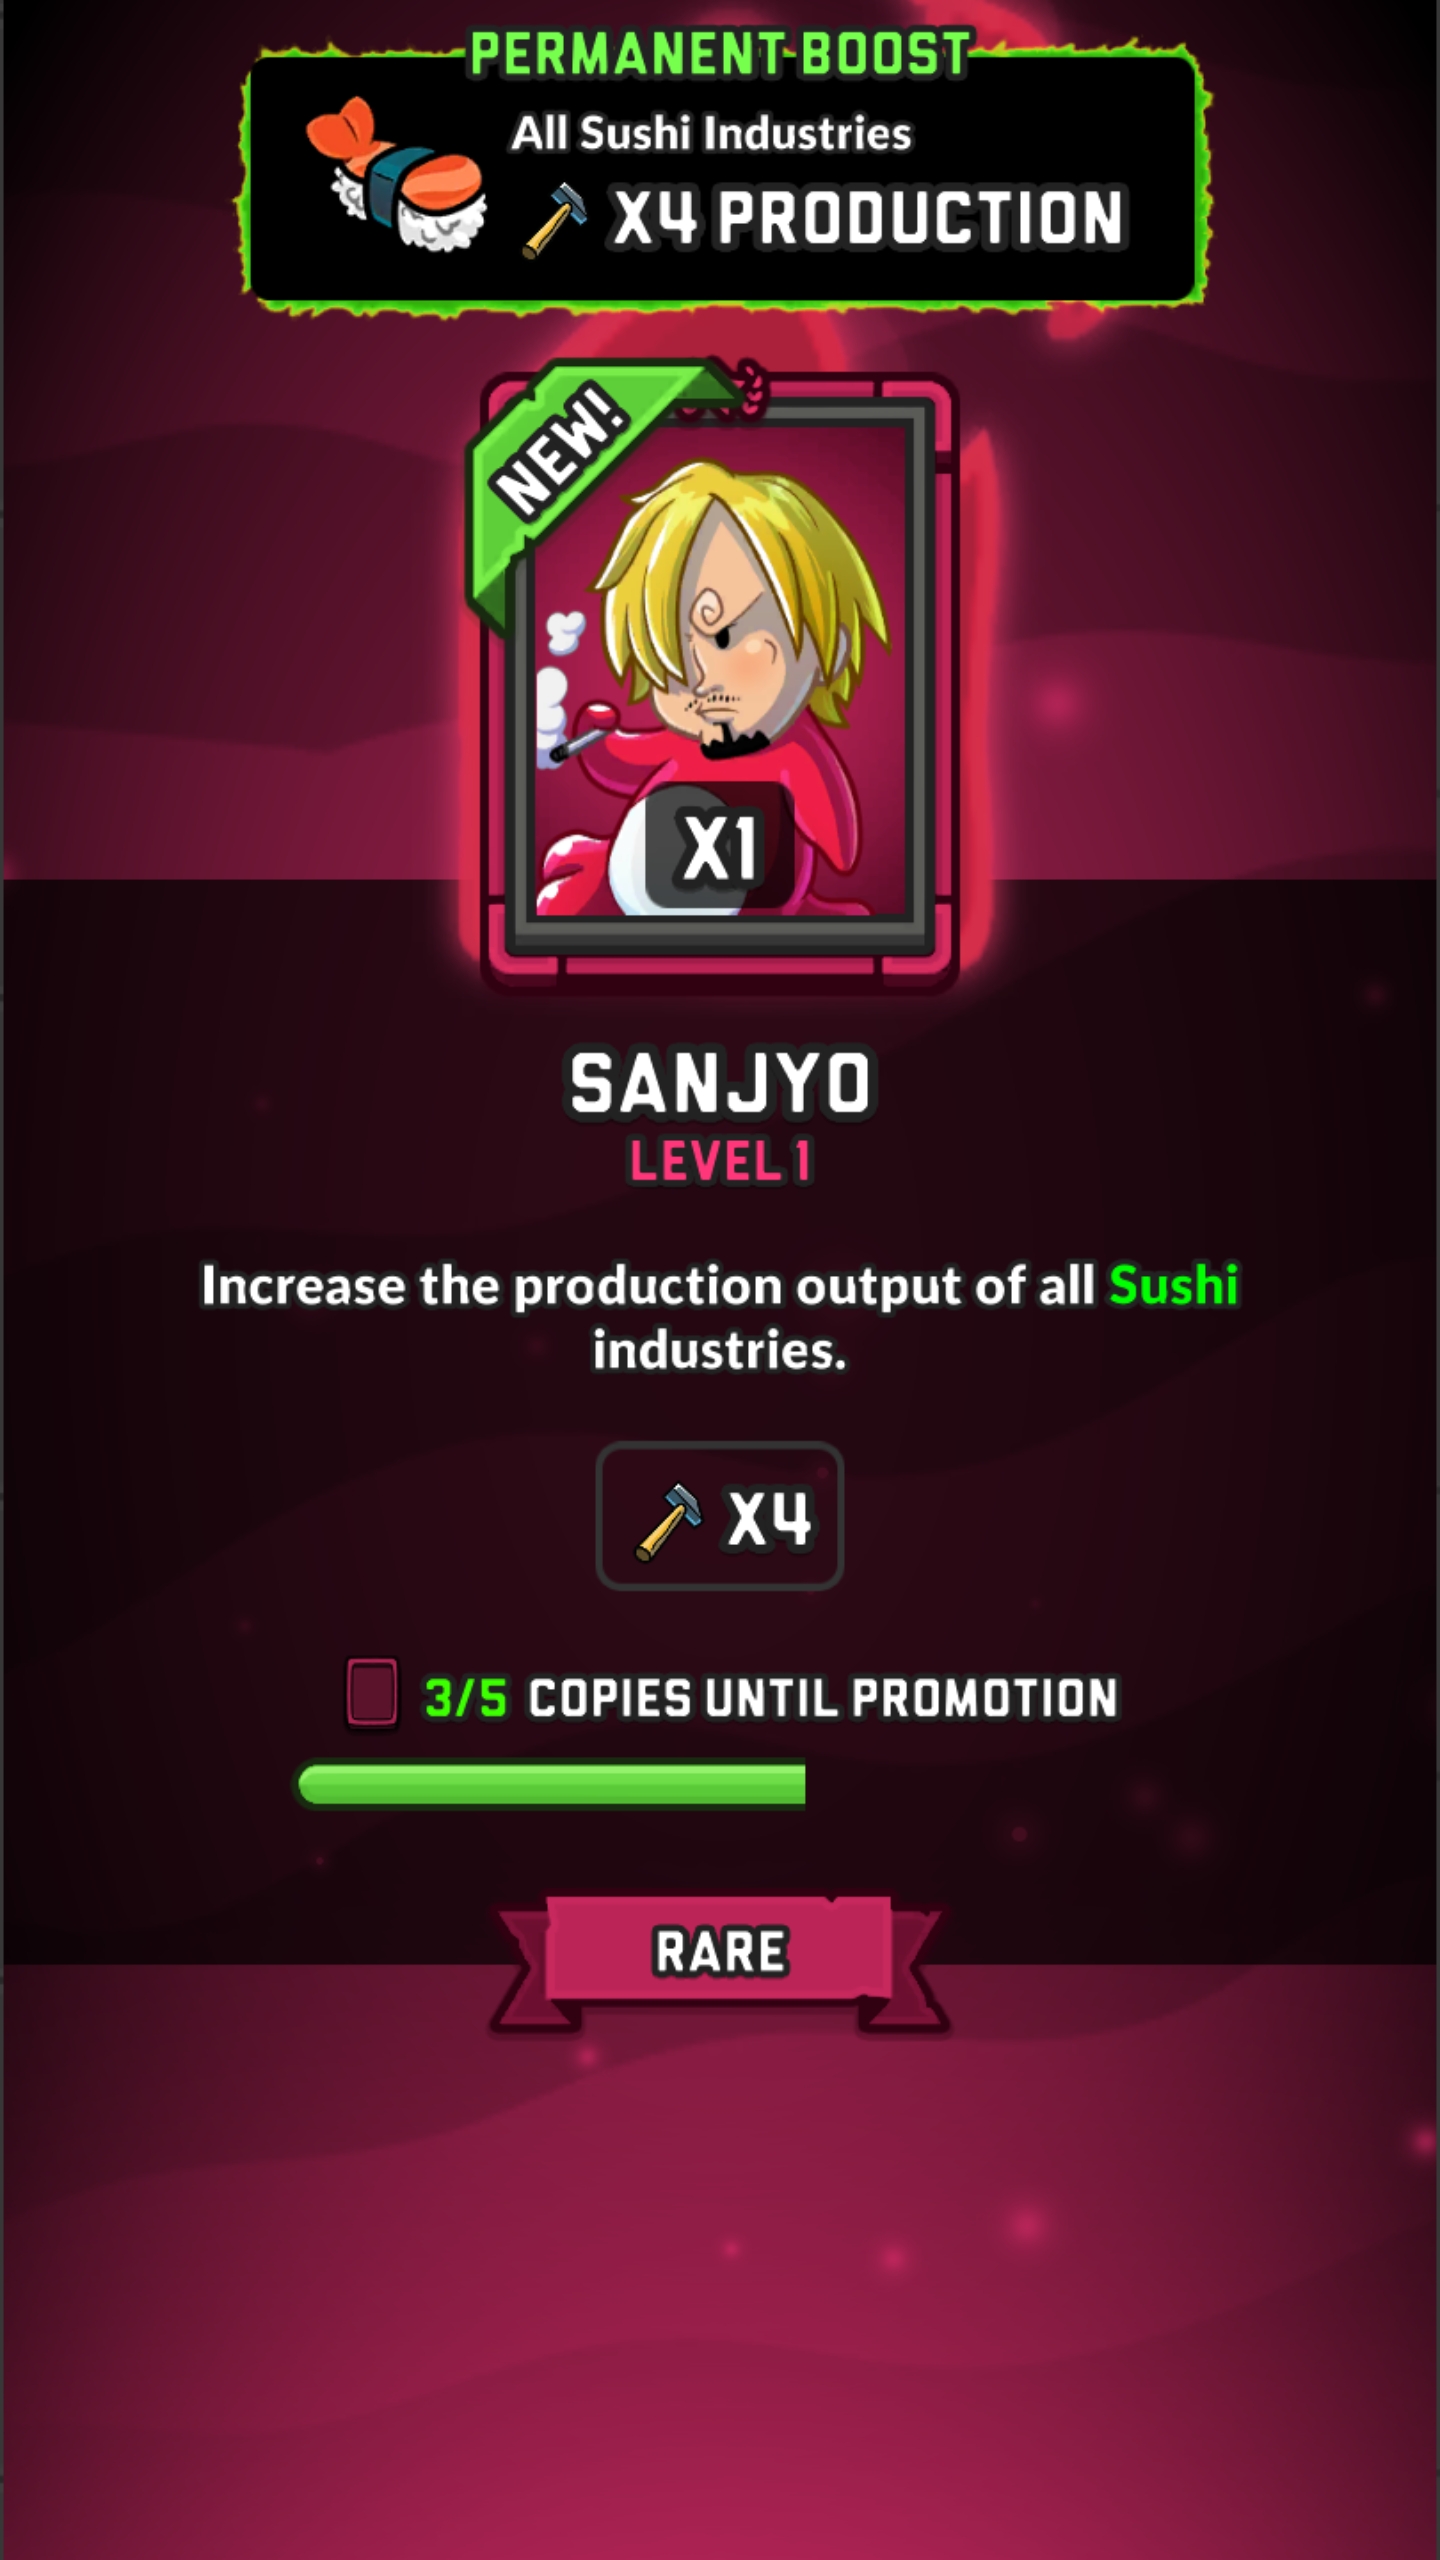 PERMANENT BOOST
All Sushi Industries
X4 PRODUCTION
NEW!
X1
SANJYO
LEVEL 1
Increase the production output of all Sushi
industries.
X4
3/5 COPIES UNTIL PROMOTION
RARE